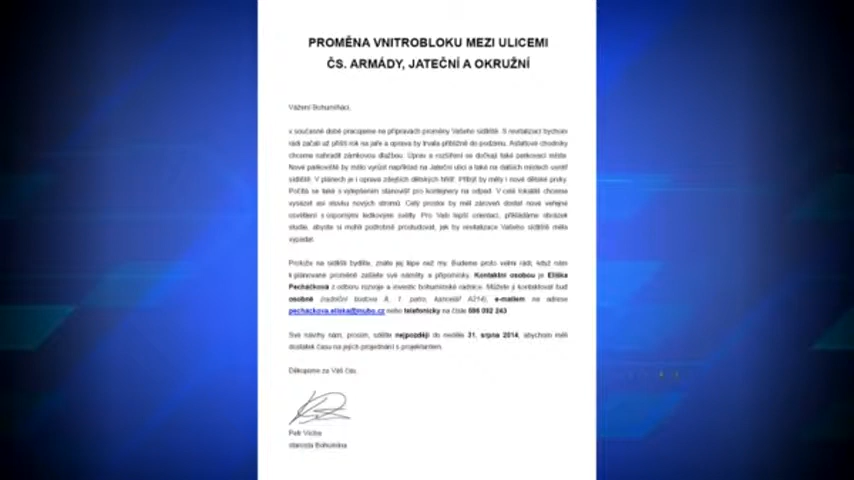 PROMĚNA VNITROBLOKU MEZI ULICEMI
ČS. ARMÁDY, JATEČNÍ A OKRUŽNÍ
Vážení Bohumíňáci,
v současné době pracujeme na přípravách proměny Vašeho sídliště. S revitalizací bychom
rádi začali už příští rok na jaře a úprava by trvala přibližně do podzimu. Asfaltové chodníky
chceme nahradit zámkovou dlažbou. Úprav a rozšíření se dočkají také parkovací místa.
Nové parkoviště by mělo vyrůst například na Jateční ulici a také na dalších místech uvnitř
sídliště. V plánech je i oprava zdejších dětských hřišť. Přibýt by měly i nové dětské prvky.
Počítá se také s vylepšením stanovišť pro kontejnery na odpad. V celé lokalitě chceme
vysázet asi stovku nových stromů. Celý prostor by měl zároveň dostat nové veřejné
osvětlení s úspornými ledkovými světly. Pro Vaši lepší orientaci, přikládáme obrázek
studie, abyste si mohli podrobně prostudovat, jak by revitalizace Vašeho sídliště měla
vypadat.
Protože na sídlišti bydlíte, znáte jej lépe než my. Budeme proto velmi rádi, když nám
k plánované proměně zašlete své náměty a připomínky. Kontaktní osobou je Eliška
Pecháčková z odboru rozvoje a investic bohumínské radnice. Můžete ji kontaktovat buď
osobně (radniční budova A, 1. patro, kancelář A214), e-mailem na adrese
pechackova.eliska@mubo.cz nebo telefonicky na čísle 596 092 243
Své návrhy nám, prosím, sdělte nejpozději do neděle 31. srpna 2014, abychom měli
dostatek času na jejich projednání s projektantem.
Děkujeme za Váš čas.
Petr Vícha
starosta Bohumína